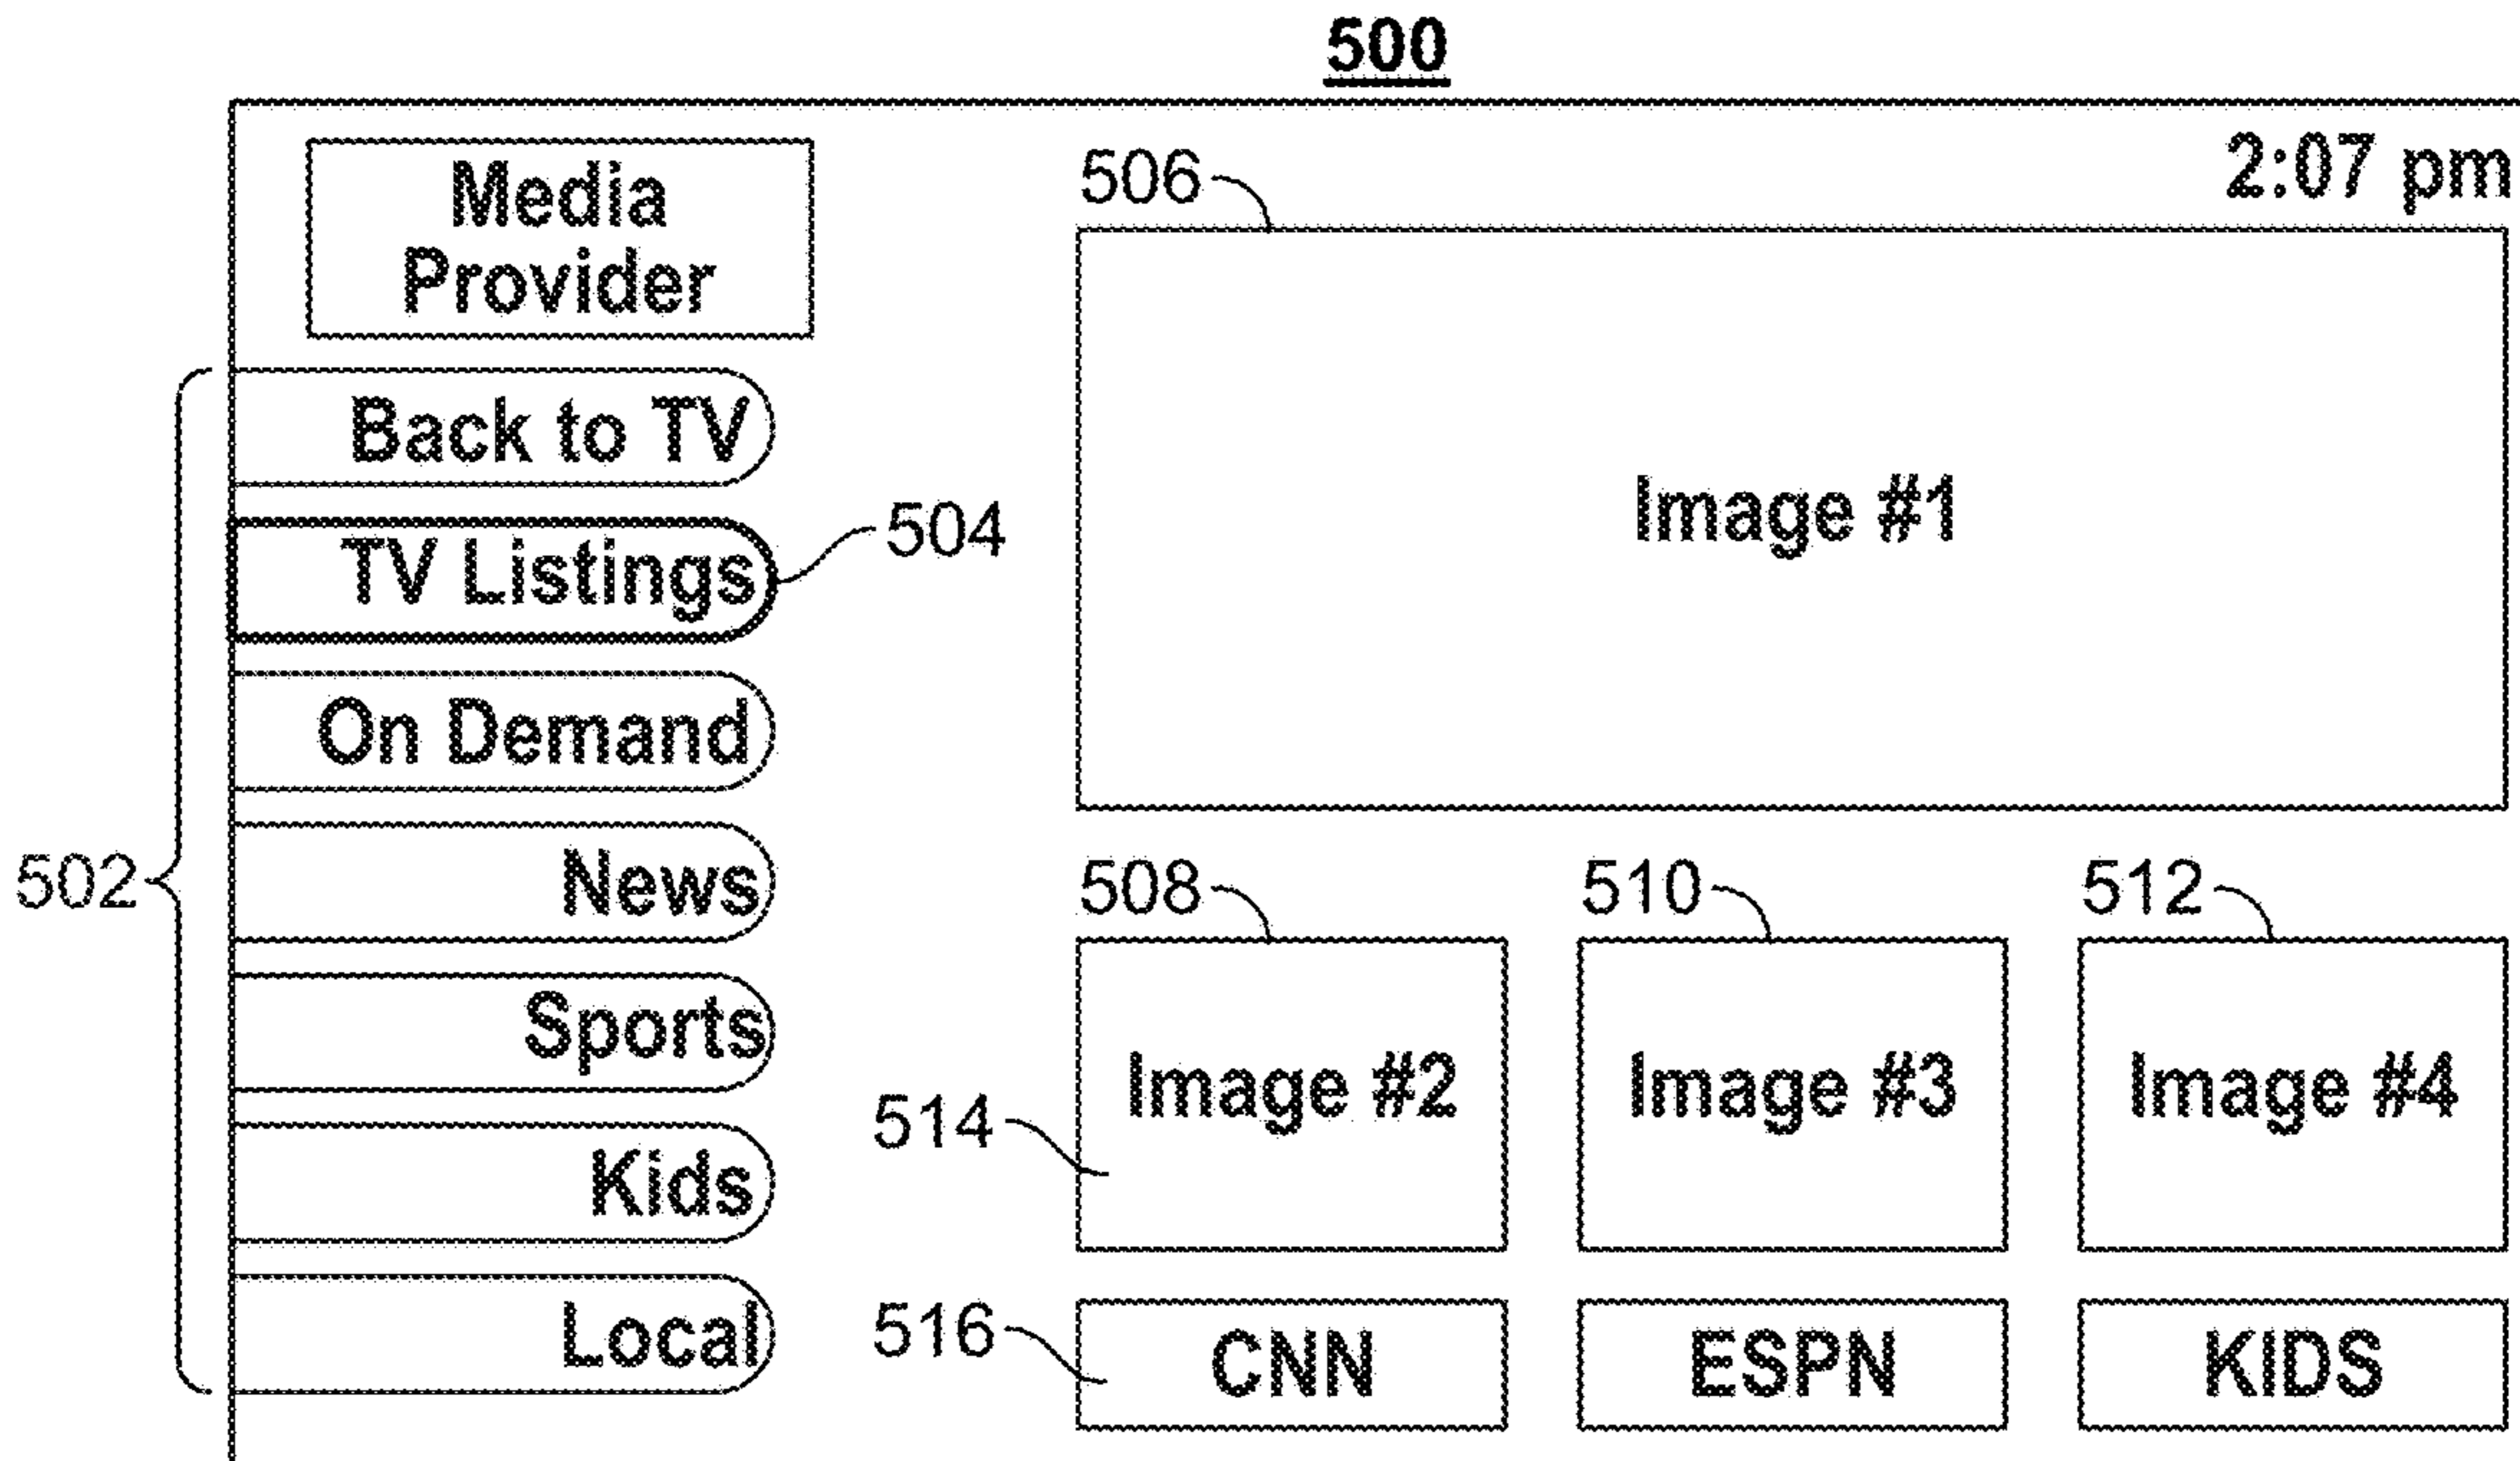 500
2:07 pm
Media
Provider
506
Back to TV
Image #1
504
TV Listings
On Demand
502
News
508
510
512
Sports
Image #2
Image #3
Image #4
514
Kids
Local
516
CNN
ESPN
KIDS